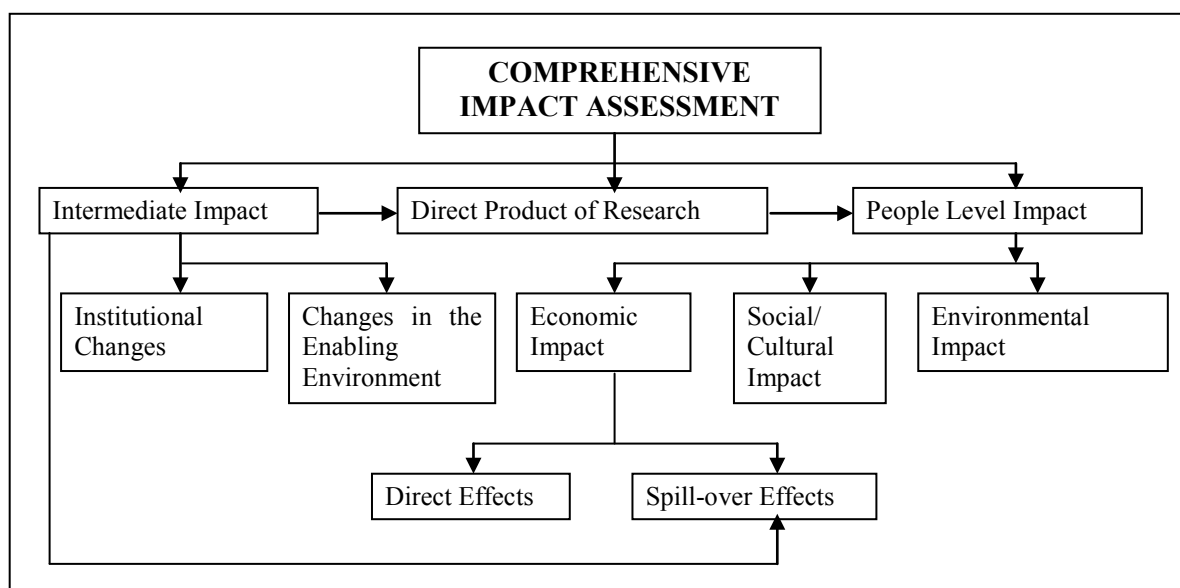 COMPREHENSIVE
IMPACT ASSESSMENT
Intermediate Impact
Direct Product of Research
People Level Impact
Institutional
Changes
Changes in the
Enabling
Environment
Economic
Impact
Social/
Cultural
Impact
Environmental
Impact
Direct Effects
Spill-over Effects